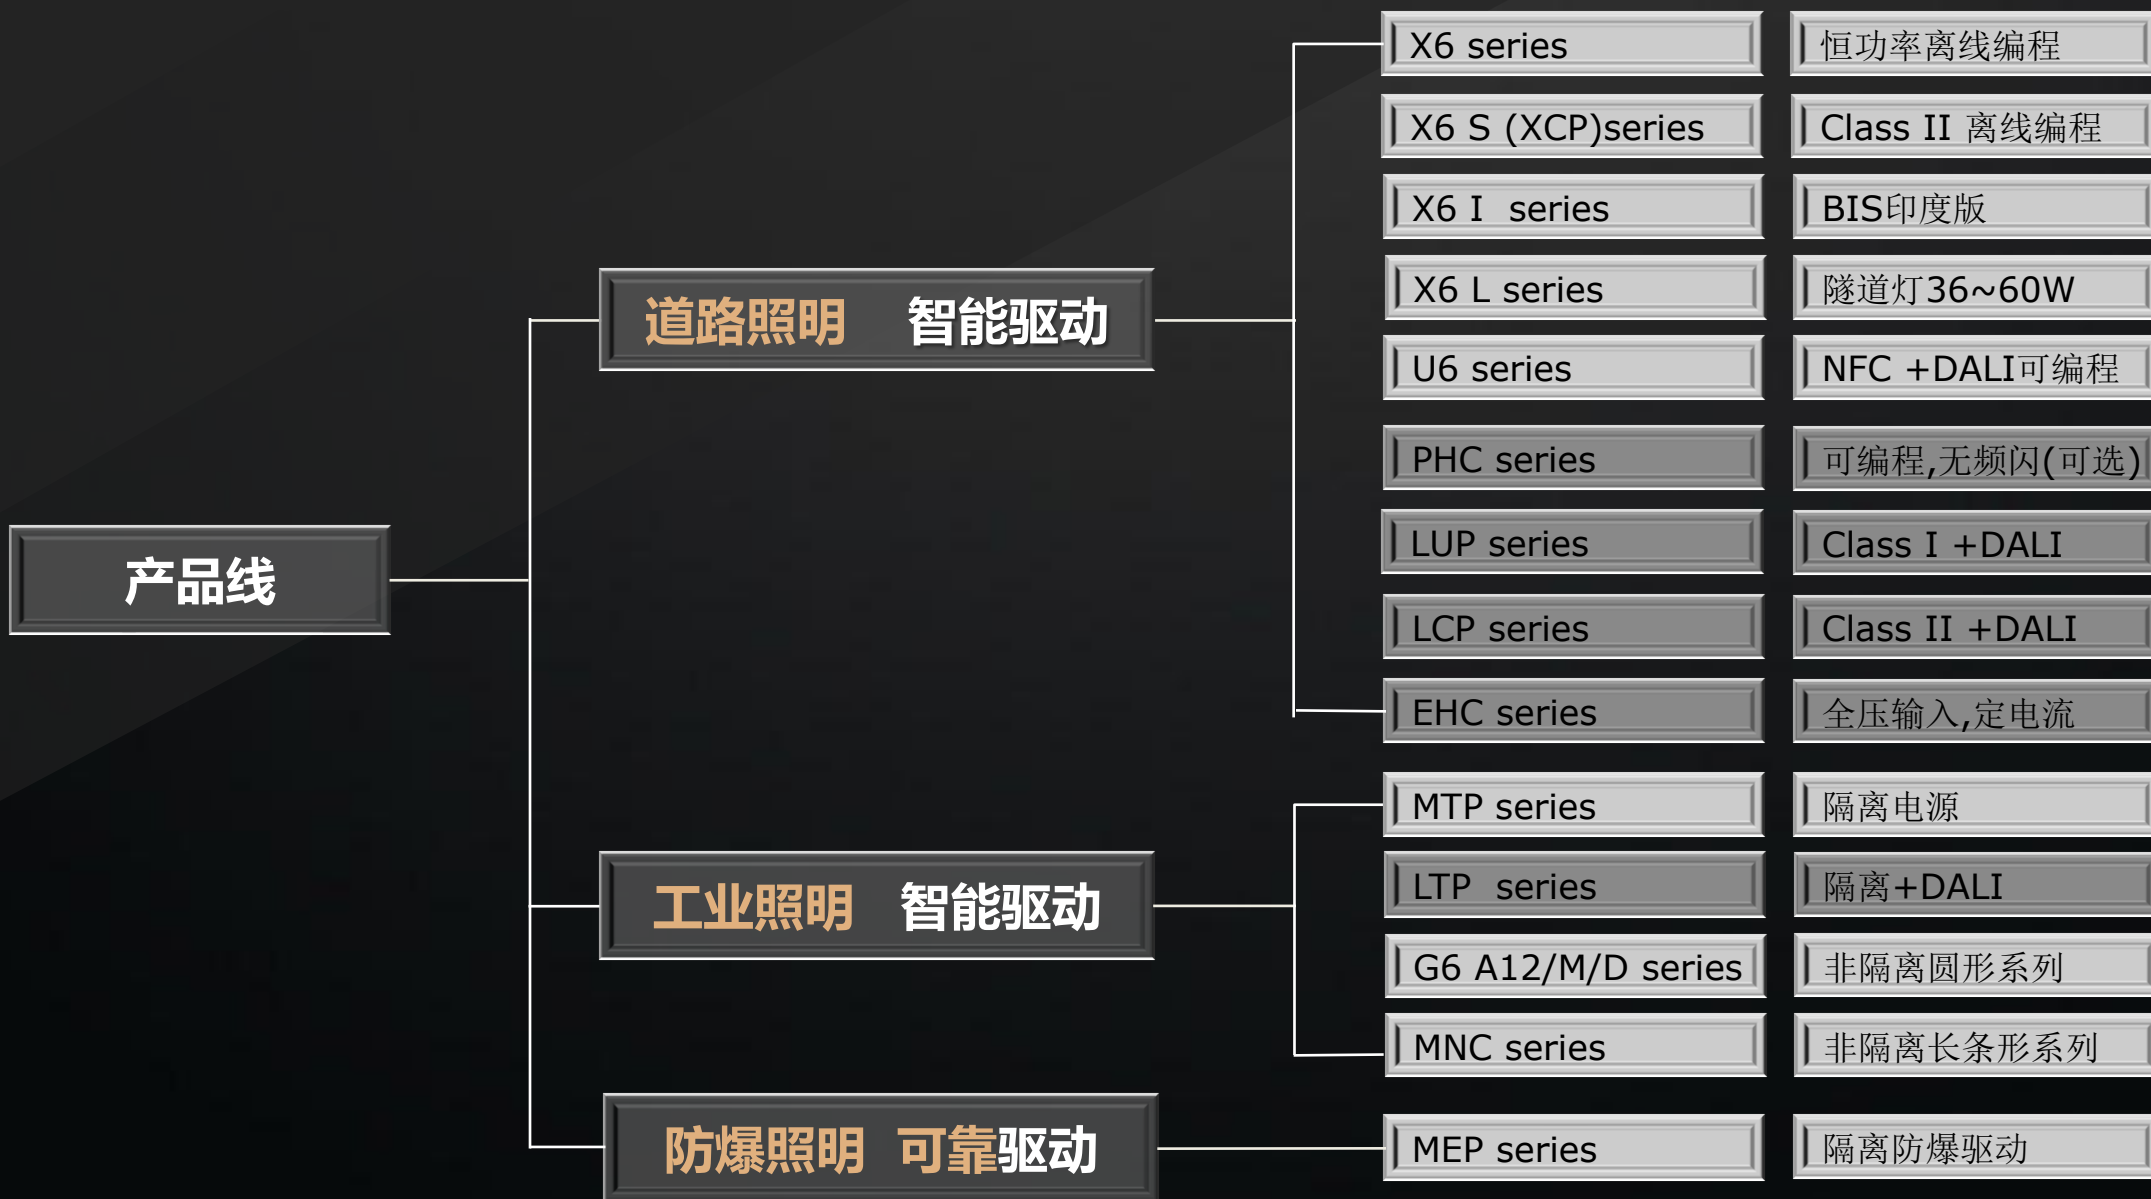 产品线
道路照明 智能驱动
X6 series 恒功率离线编程
X6 S (XCP)series Class II 离线编程
X6 I series BIS印度版
X6 L series 隧道灯36~60W
U6 series NFC +DALI可编程
PHC series 可编程,无频闪(可选)
LUP series Class I +DALI
LCP series Class II +DALI
EHC series 全压输入,定电流
工业照明 智能驱动
MTP series 隔离电源
LTP series 隔离+DALI
G6 A12/M/D series 非隔离圆形系列
MNC series 非隔离长条形系列
防爆照明 可靠驱动
MEP series 隔离防爆驱动